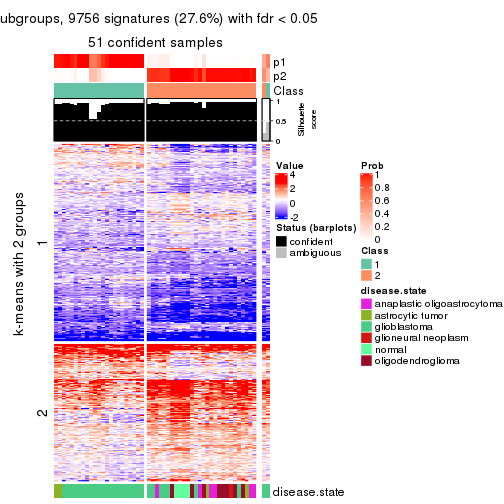 ubgroups, 9756 signatures (27.6%) with fdr < 0.05
51 confident samples
p1
p2
Class
1
0.5
0
Silhouette
score
k-means with 2 groups
1
2
disease.state
Value
4
2
0
-2
Status (barplots)
confident
ambiguous
Prob
1
0.8
0.6
0.4
0.2
0
Class
1
2
disease.state
anaplastic oligoastrocytoma
astrocytic tumor
glioblastoma
glioneural neoplasm
normal
oligodendroglioma